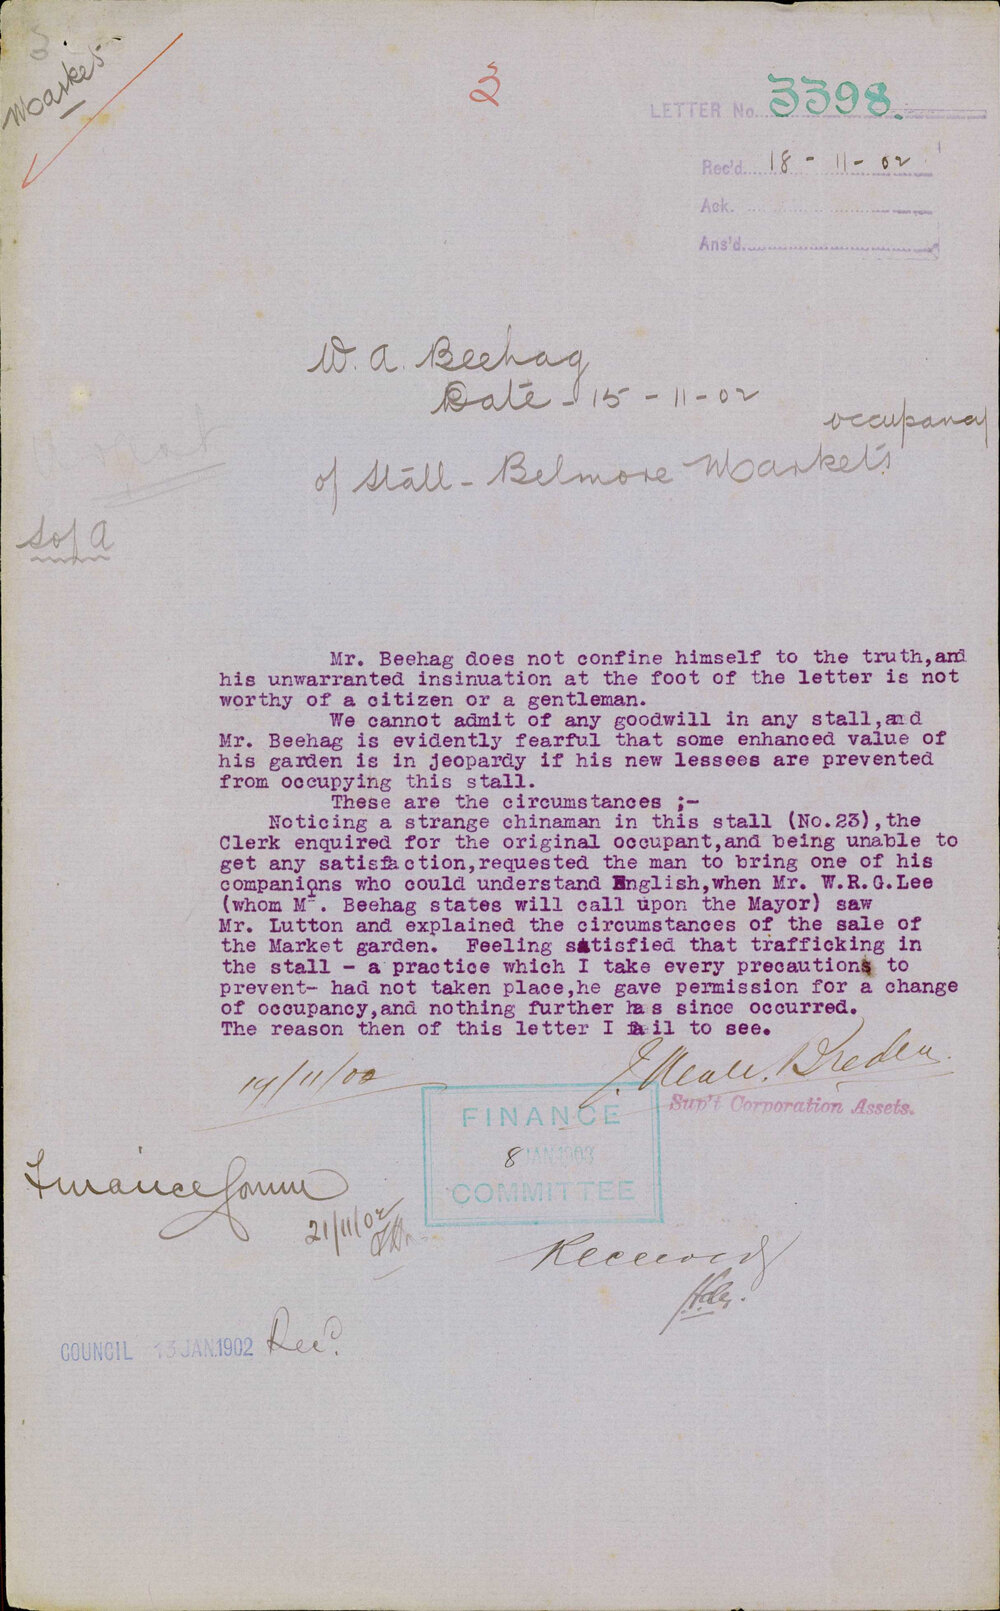 3
Markets
3
LETTER No. 3398.
Rec'd. 18-11-02
Ack.
Ans'd.
W. A. Beehag
Date - 15-11-02
occupancy
of Stall - Belmore Markets
S of A
Mr. Beehag does not confine himself to the truth,and
his unwarranted insinuation at the foot of the letter is not
worthy of a citizen or a gentleman.
We cannot admit of any goodwill in any stall,and
Mr. Beehag is evidently fearful that some enhanced value of
his garden is in jeopardy if his new lessees are prevented
from occupying this stall.
These are the circumstances ;-
Noticing a strange chinaman in this stall (No.23),the
Clerk enquired for the original occupant,and being unable to
get any satisfaction,requested the man to bring one of his
companions who could understand English,when Mr. W.R.G.Lee
(whom Mr. Beehag states will call upon the Mayor) saw
Mr. Lutton and explained the circumstances of the sale of
the Market garden. Feeling satisfied that trafficking in
the stall - a practice which I take every precautions to
prevent- had not taken place,he gave permission for a change
of occupancy,and nothing further has since occurred.
The reason then of this letter I fail to see.
19/11/02
Sup't Corporation Assets.
FINANCE
8 JAN 1903
COMMITTEE
Finance Comm
21/11/02
Received
COUNCIL 13 JAN.1902 Recd.